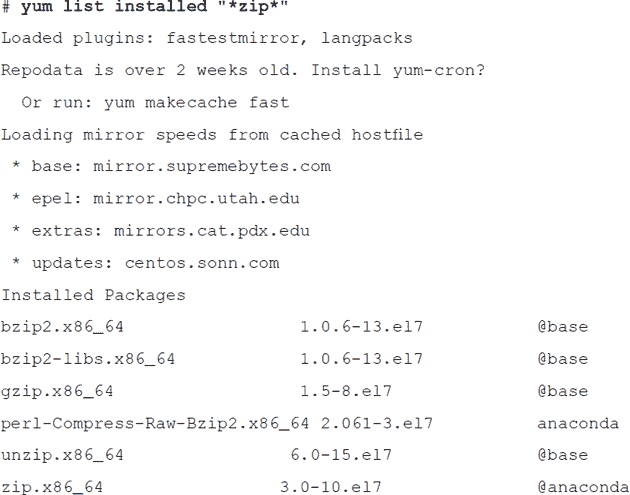 # yum list installed "*zip*"
Loaded plugins: fastestmirror, langpacks
Repodata is over 2 weeks old. Install yum-cron?
Or run: yum makecache fast
Loading mirror speeds from cached hostfile
* base: mirror.supremebytes.com
* epel: mirror.chpc.utah.edu
* extras: mirrors.cat.pdx.edu
* updates: centos.sonn.com
Installed Packages
bzip2.x86_64 1.0.6-13.el7 @base
bzip2-libs.x86_64 1.0.6-13.el7 @base
gzip.x86_64 1.5-8.el7 @base
perl-Compress-Raw-Bzip2.x86_64 2.061-3.el7 anaconda
unzip.x86_64 6.0-15.el7 @base
zip.x86_64 3.0-10.el7 @anaconda